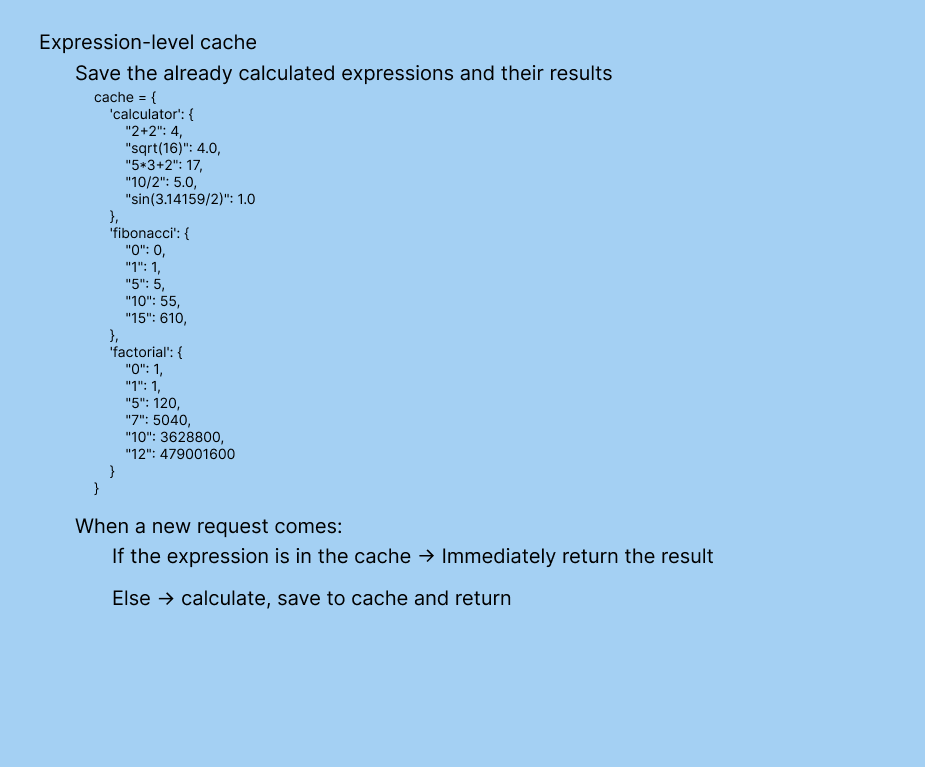 Expression-level cache
Save the already calculated expressions and their results
cache = {
'calculator': {
"2+2": 4,
"sqrt(16)": 4.0,
"5*3+2": 17,
"10/2": 5.0,
"sin(3.14159/2)": 1.0
},
'fibonacci': {
"0": 0,
"1": 1,
"5": 5,
"10": 55,
"15": 610,
},
'factorial': {
"0": 1,
"1": 1,
"5": 120,
"7": 5040,
"10": 3628800,
"12": 479001600
}
}
When a new request comes:
If the expression is in the cache → Immediately return the result
Else → calculate, save to cache and return